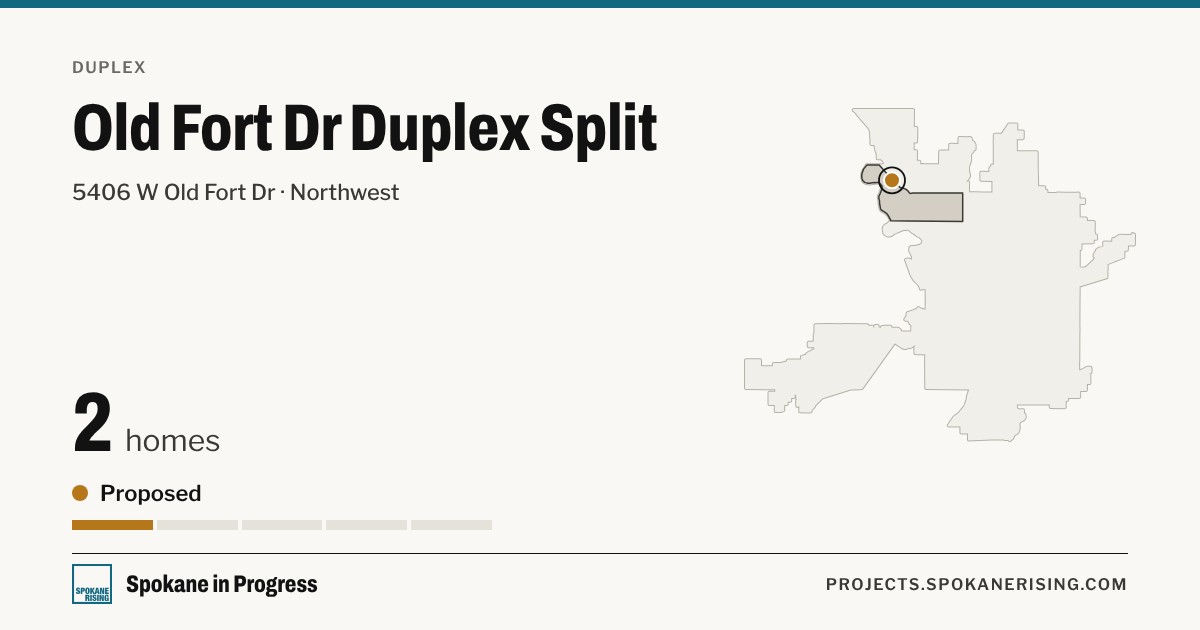 DUPLEX
Old Fort Dr Duplex Split
5406 W Old Fort Dr · Northwest
2 homes
Proposed
SPOKANE
RISING
Spokane in Progress
PROJECTS.SPOKANERISING.COM